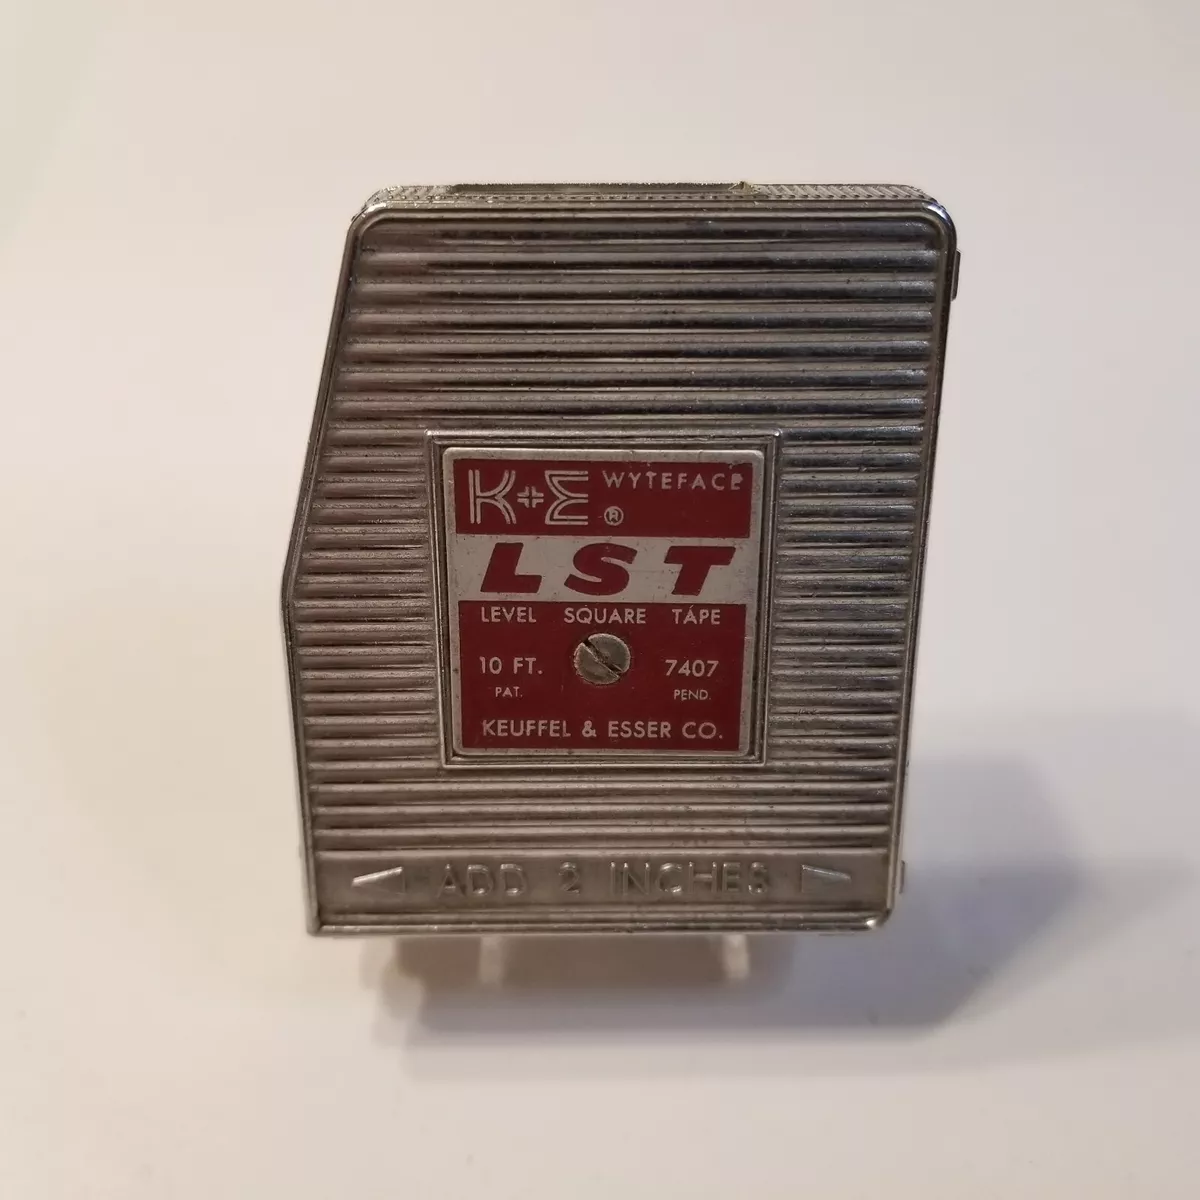 K+E WYTEFACE
®
LST
LEVEL SQUARE TAPE
10 FT. 7407
PAT. PEND.
KEUFFEL & ESSER CO.
ADD 2 INCHES